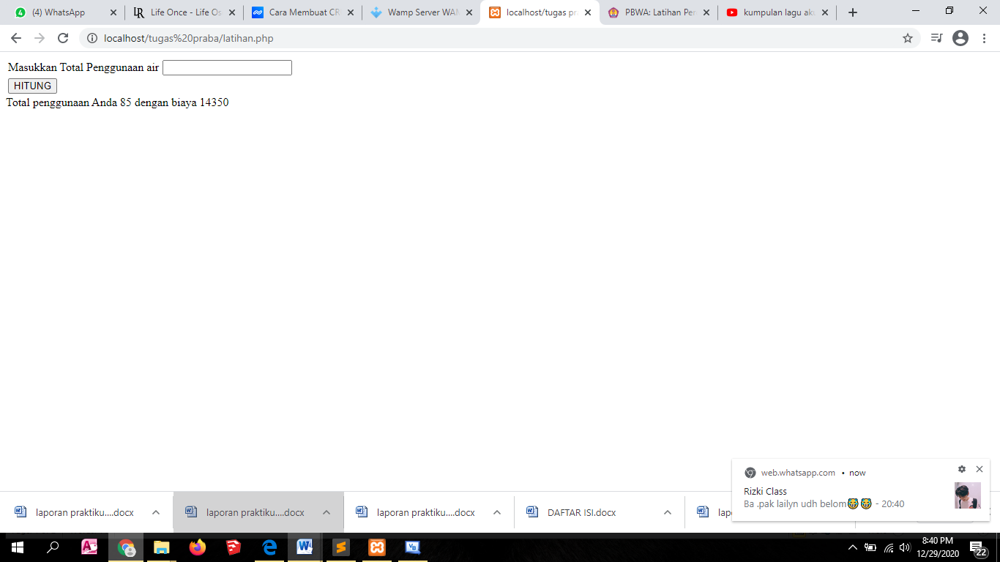 (4) WhatsApp
Life Once - Life Os
Cara Membuat CR
Wamp Server WAM
localhost/tugas pr
PBWA: Latihan Per
kumpulan lagu aku
localhost/tugas%20praba/latihan.php
Masukkan Total Penggunaan air
HITUNG
Total penggunaan Anda 85 dengan biaya 14350
web.whatsapp.com • now
Rizki Class
Ba .pak lailyn udh belom😹😹 - 20:40
laporan praktiku....docx
laporan praktiku....docx
laporan praktiku....docx
DAFTAR ISI.docx
8:40 PM
12/29/2020
22